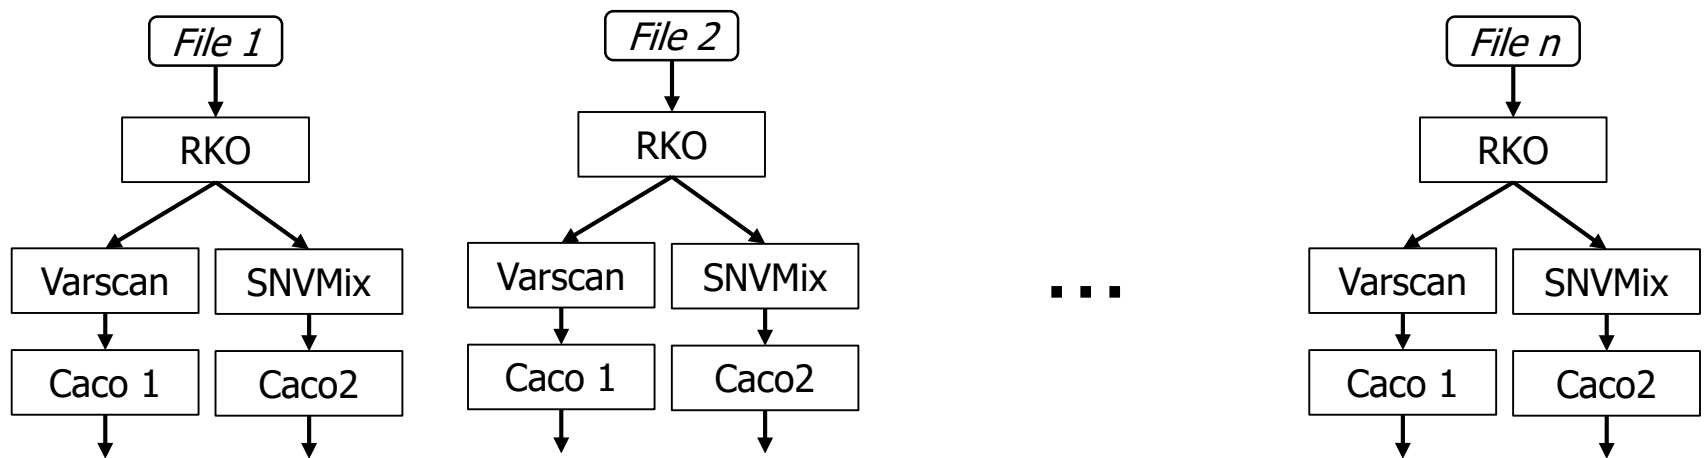 File 1
RKO
Varscan
SNVMix
Caco 1
Caco2
File 2
RKO
Varscan
SNVMix
Caco 1
Caco2
...
File n
RKO
Varscan
SNVMix
Caco 1
Caco2